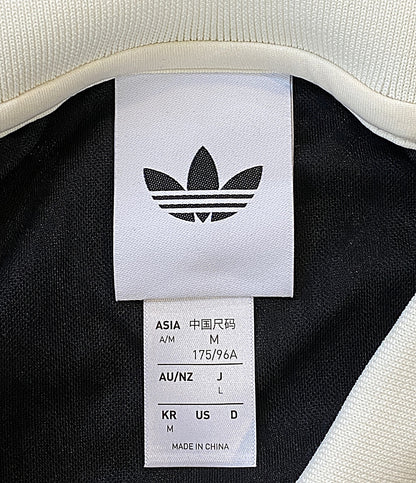 ASIA 中国尺码
A/M M
175/96A
AU/NZ J
L
KR US D
M
MADE IN CHINA